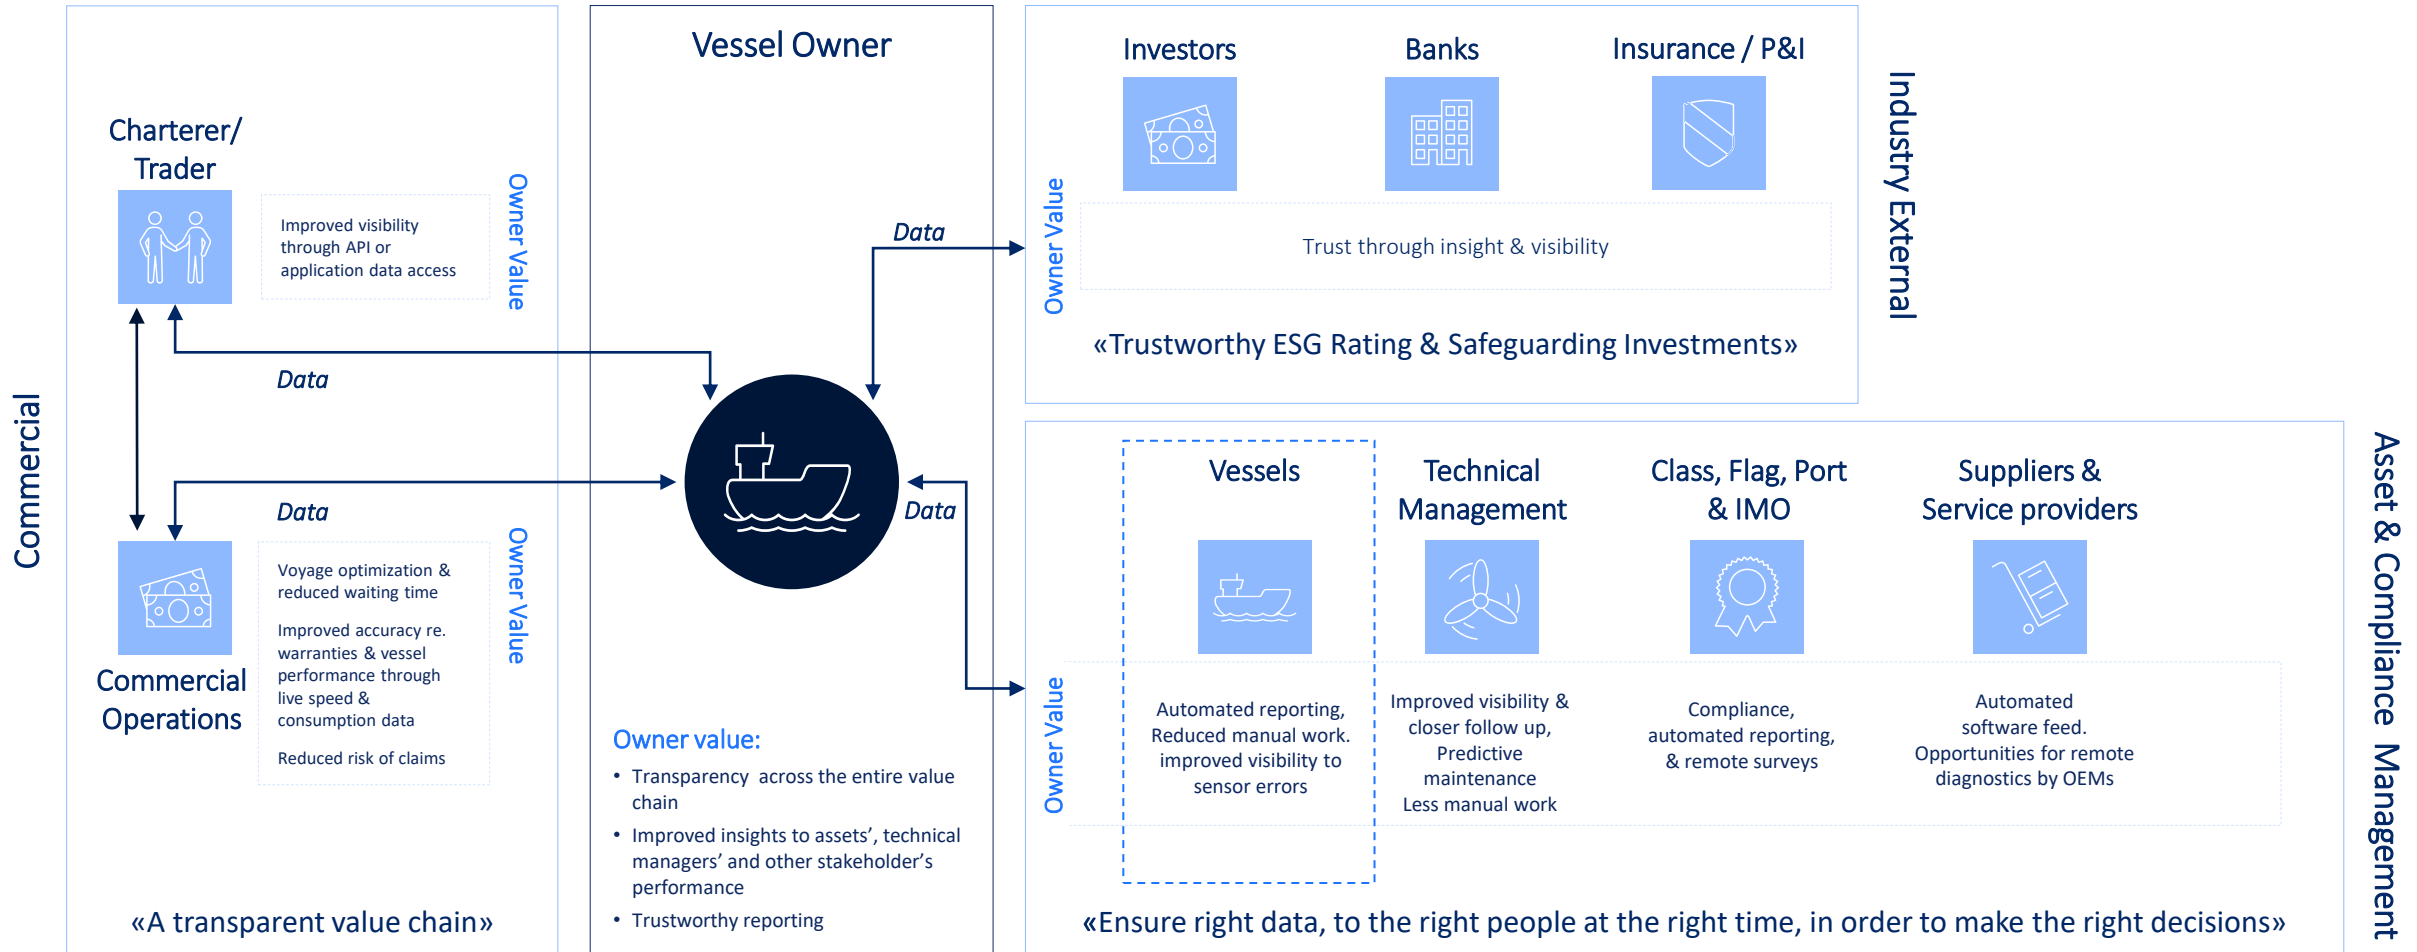 Commercial
Charterer/
Trader
Improved visibility
through API or
application data access
Owner Value
Data
Data
Commercial
Operations
Voyage optimization &
reduced waiting time
Improved accuracy re.
warranties & vessel
performance through
live speed &
consumption data
Reduced risk of claims
Owner Value
«A transparent value chain»
Vessel Owner
Data
Data
Owner value:
• Transparency across the entire value
chain
• Improved insights to assets’, technical
managers’ and other stakeholder’s
performance
• Trustworthy reporting
Investors
Banks
Insurance / P&I
Owner Value
Trust through insight & visibility
«Trustworthy ESG Rating & Safeguarding Investments»
Industry External
Vessels
Technical
Management
Class, Flag, Port
& IMO
Suppliers &
Service providers
Owner Value
Automated reporting,
Reduced manual work.
improved visibility to
sensor errors
Improved visibility &
closer follow up,
Predictive
maintenance
Less manual work
Compliance,
automated reporting,
& remote surveys
Automated
software feed.
Opportunities for remote
diagnostics by OEMs
«Ensure right data, to the right people at the right time, in order to make the right decisions»
Asset & Compliance Management